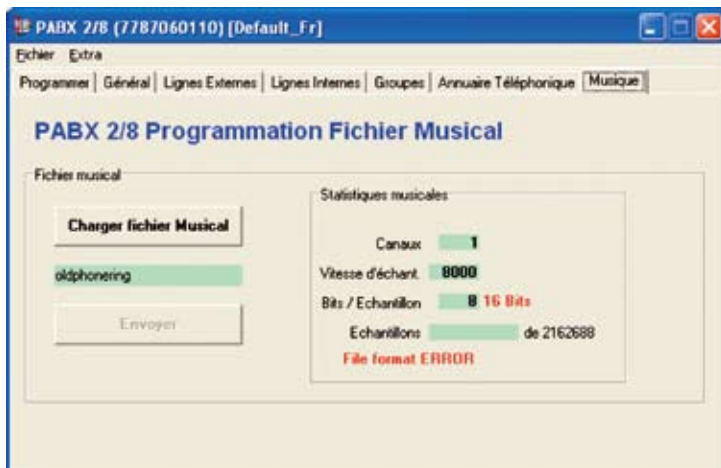 PABX 2/8 (7787060110) [Default_Fr]
Fichier Extra
Programmer Général Lignes Externes Lignes Internes Groupes Annuaire Téléphonique Musique
PABX 2/8 Programmation Fichier Musical
Fichier musical
Statistiques musicales
Charger fichier Musical
Canaux 1
oldphonering
Vitesse d'échant. 8000
Bits / Echantillon 8 16 Bits
Envoyer
Echantillons de 2162688
File format ERROR